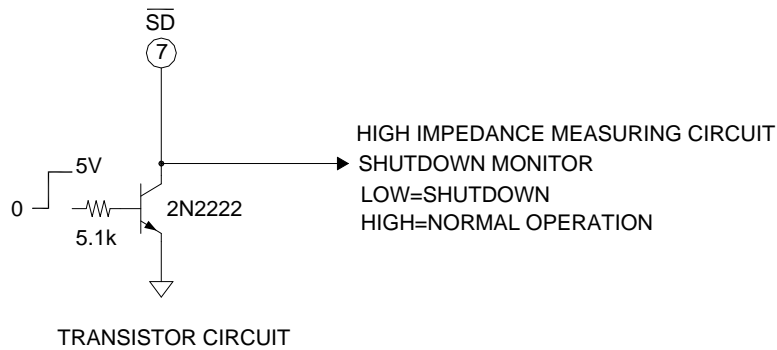 SD
7
HIGH IMPEDANCE MEASURING CIRCUIT
SHUTDOWN MONITOR
LOW=SHUTDOWN
HIGH=NORMAL OPERATION
5V
0
2N2222
5.1k
TRANSISTOR CIRCUIT